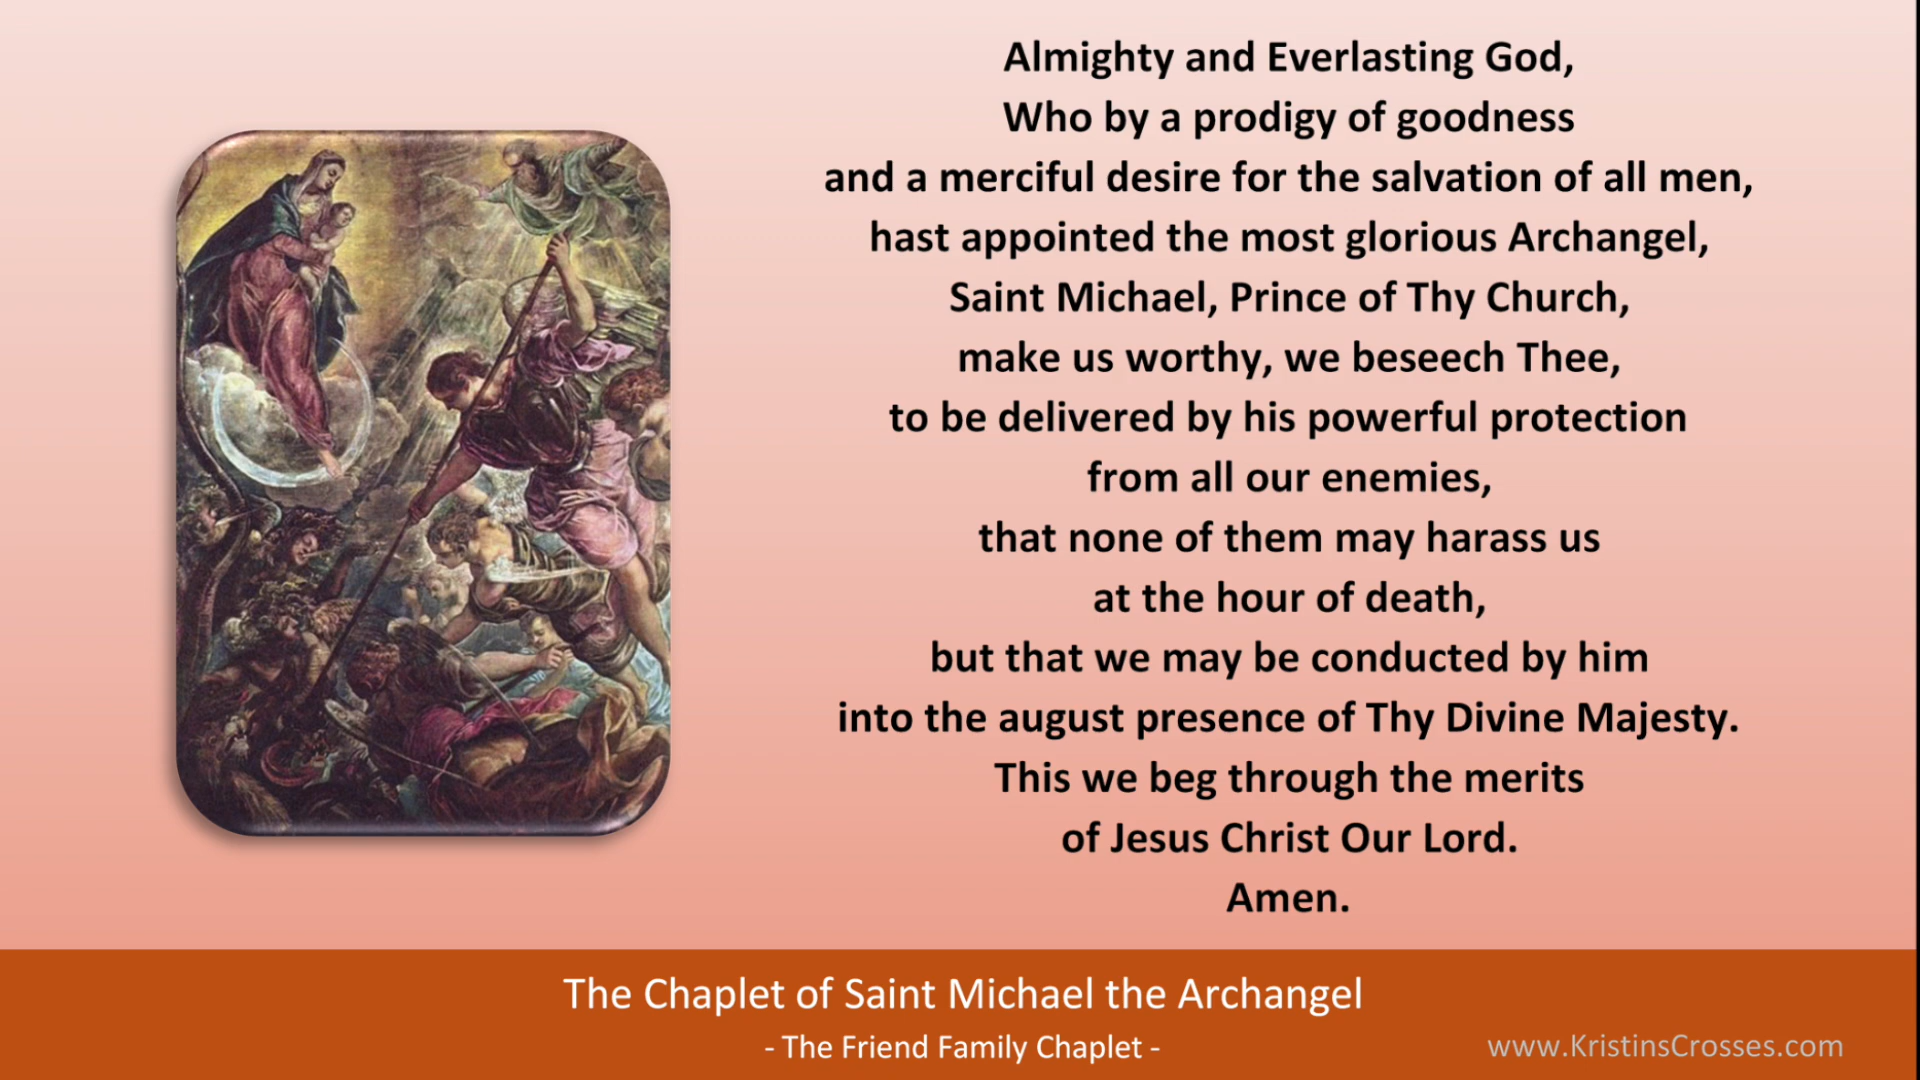 Almighty and Everlasting God,
Who by a prodigy of goodness
and a merciful desire for the salvation of all men,
hast appointed the most glorious Archangel,
Saint Michael, Prince of Thy Church,
make us worthy, we beseech Thee,
to be delivered by his powerful protection
from all our enemies,
that none of them may harass us
at the hour of death,
but that we may be conducted by him
into the august presence of Thy Divine Majesty.
This we beg through the merits
of Jesus Christ Our Lord.
Amen.
The Chaplet of Saint Michael the Archangel
- The Friend Family Chaplet -
www.KristinsCrosses.com